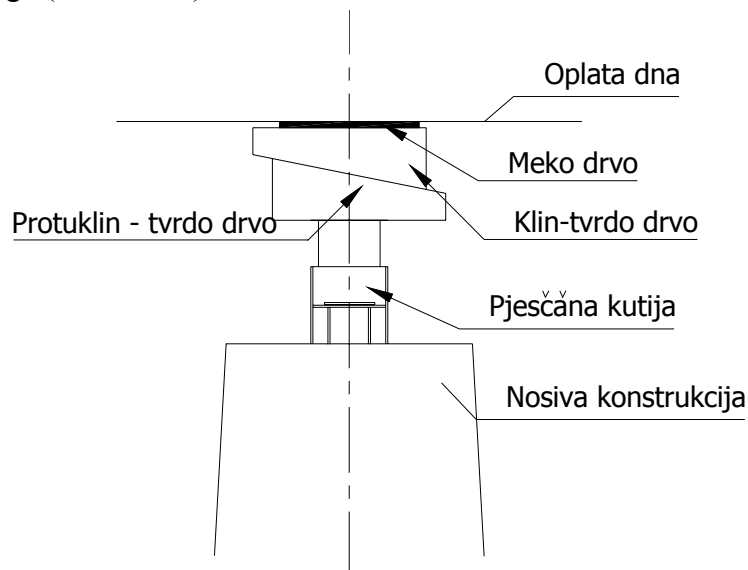 Oplata dna
Meko drvo
Protuklin - tvrdo drvo
Klin-tvrdo drvo
Pješčana kutija
Nosiva konstrukcija